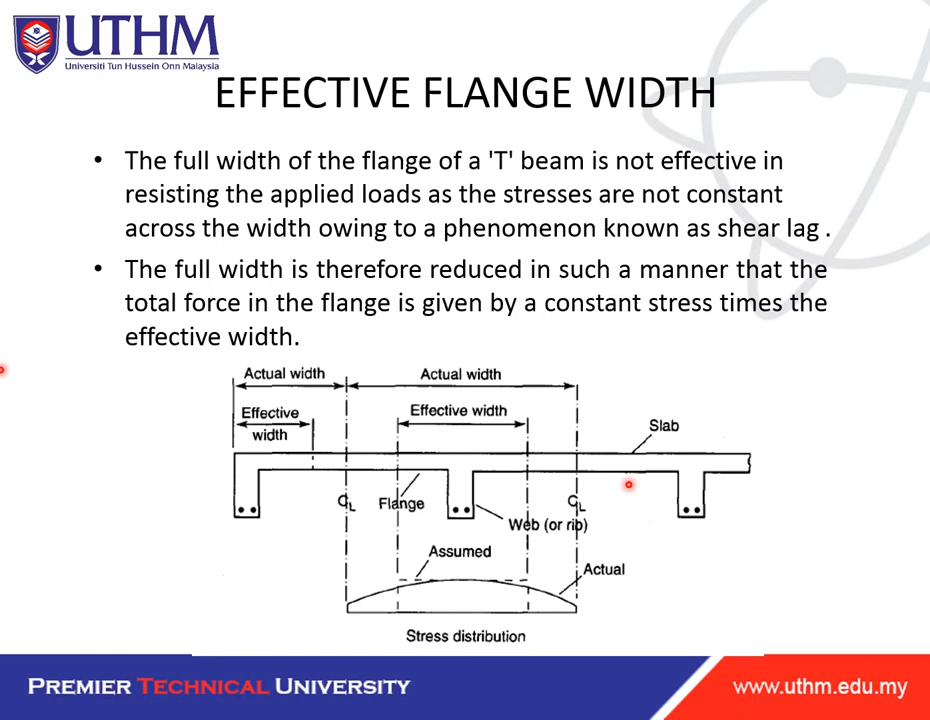 UTHM
Universiti Tun Hussein Onn Malaysia
EFFECTIVE FLANGE WIDTH
• The full width of the flange of a 'T' beam is not effective in
resisting the applied loads as the stresses are not constant
across the width owing to a phenomenon known as shear lag .
• The full width is therefore reduced in such a manner that the
total force in the flange is given by a constant stress times the
effective width.
Actual width
Actual width
Effective
width
Effective width
Slab
CL
Flange
CL
Web (or rib)
Assumed
Actual
Stress distribution
PREMIER TECHNICAL UNIVERSITY
www.uthm.edu.my